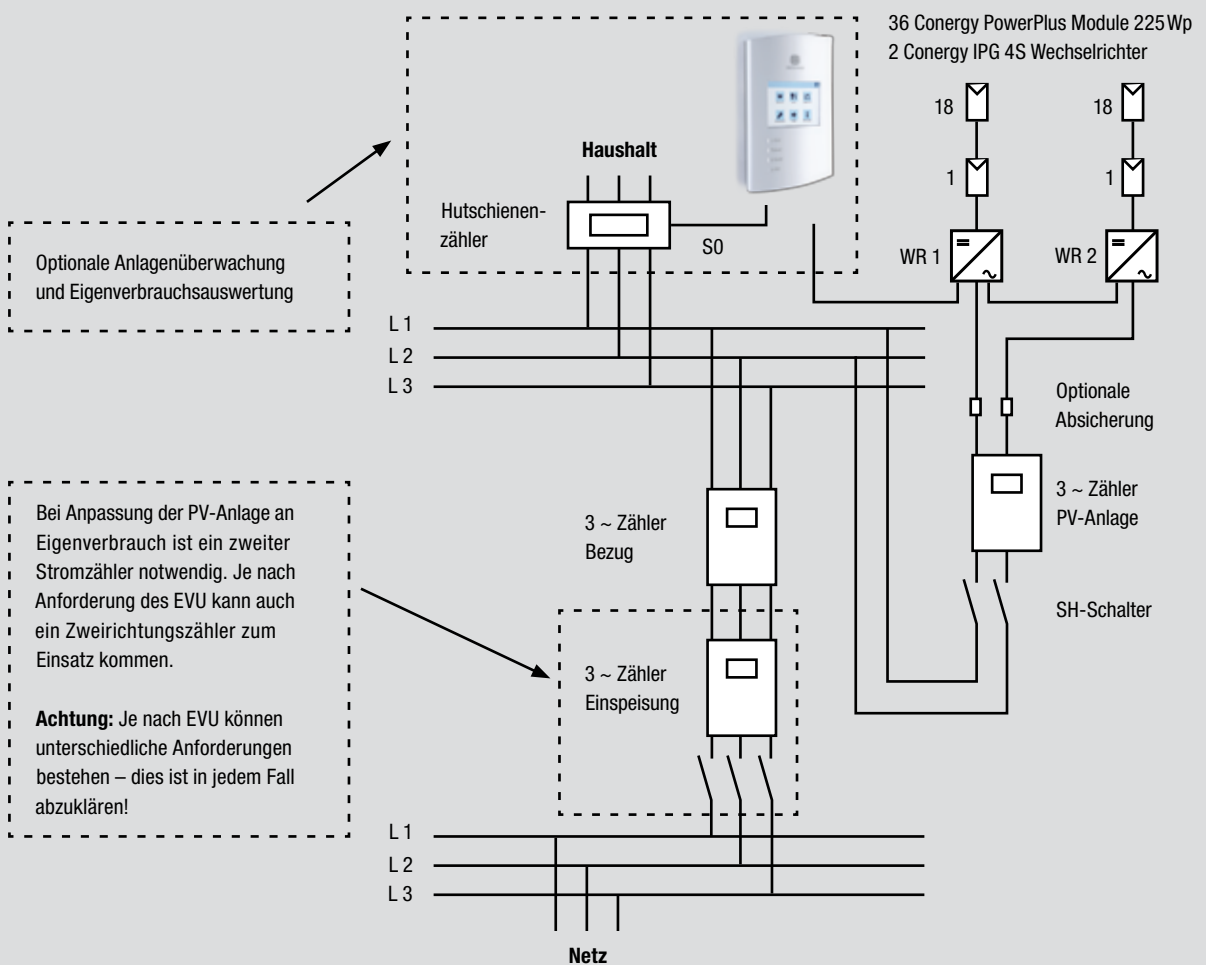 36 Conergy PowerPlus Module 225 Wp
2 Conergy IPG 4S Wechselrichter
18
18
1
1
Haushalt
Hutschienen-
zähler
S0
WR 1
WR 2
Optionale Anlagenüberwachung
und Eigenverbrauchsauswertung
L 1
L 2
L 3
Optionale
Absicherung
3 ~ Zähler
PV-Anlage
SH-Schalter
3 ~ Zähler
Bezug
Bei Anpassung der PV-Anlage an
Eigenverbrauch ist ein zweiter
Stromzähler notwendig. Je nach
Anforderung des EVU kann auch
ein Zweirichtungszähler zum
Einsatz kommen.
Achtung: Je nach EVU können
unterschiedliche Anforderungen
bestehen – dies ist in jedem Fall
abzuklären!
3 ~ Zähler
Einspeisung
L 1
L 2
L 3
Netz